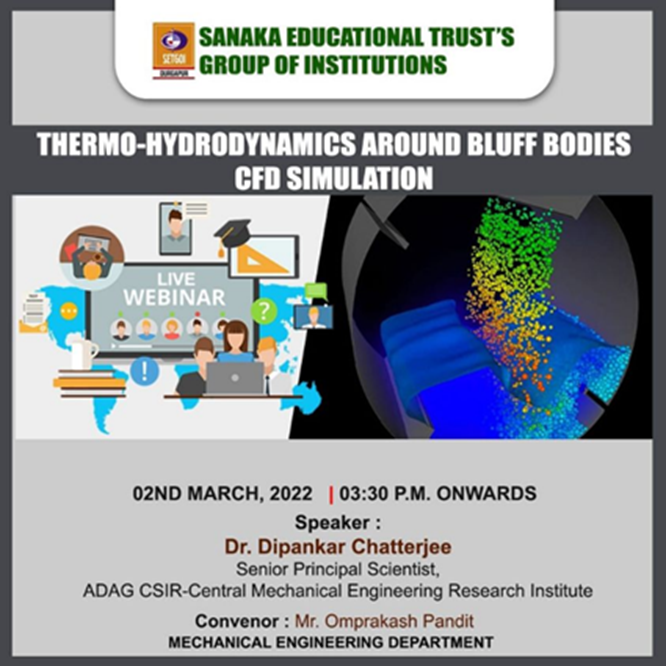 SETGOI
DURGAPUR
SANAKA EDUCATIONAL TRUST'S
GROUP OF INSTITUTIONS
THERMO-HYDRODYNAMICS AROUND BLUFF BODIES
CFD SIMULATION
LIVE
WEBINAR
?
!
02ND MARCH, 2022 | 03:30 P.M. ONWARDS
Speaker :
Dr. Dipankar Chatterjee
Senior Principal Scientist,
ADAG CSIR-Central Mechanical Engineering Research Institute
Convenor : Mr. Omprakash Pandit
MECHANICAL ENGINEERING DEPARTMENT